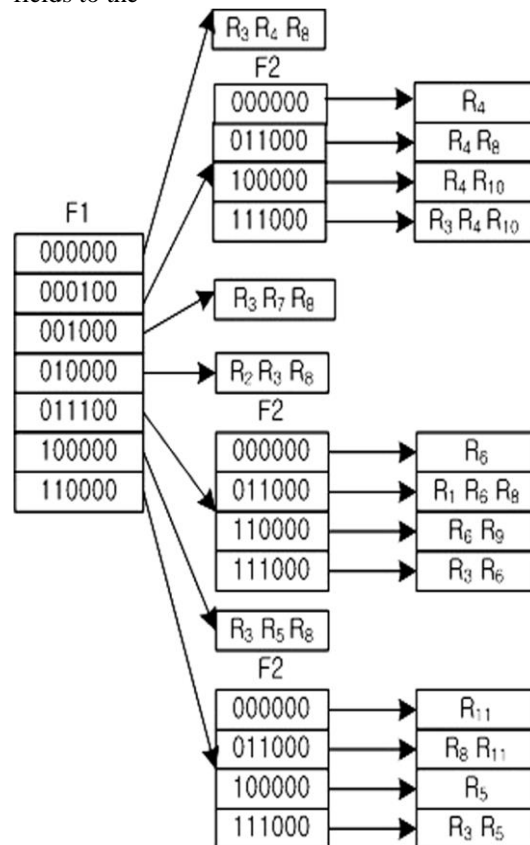 fields to the
R3 R4 R8
F2
000000 R4
011000 R4 R8
100000 R4 R10
111000 R3 R4 R10
F1
000000
000100
001000
010000
011100
100000
110000
R3 R7 R8
R2 R3 R8
F2
000000 R6
011000 R1 R6 R8
110000 R6 R9
111000 R3 R6
R3 R5 R8
F2
000000 R11
011000 R8 R11
100000 R5
111000 R3 R5